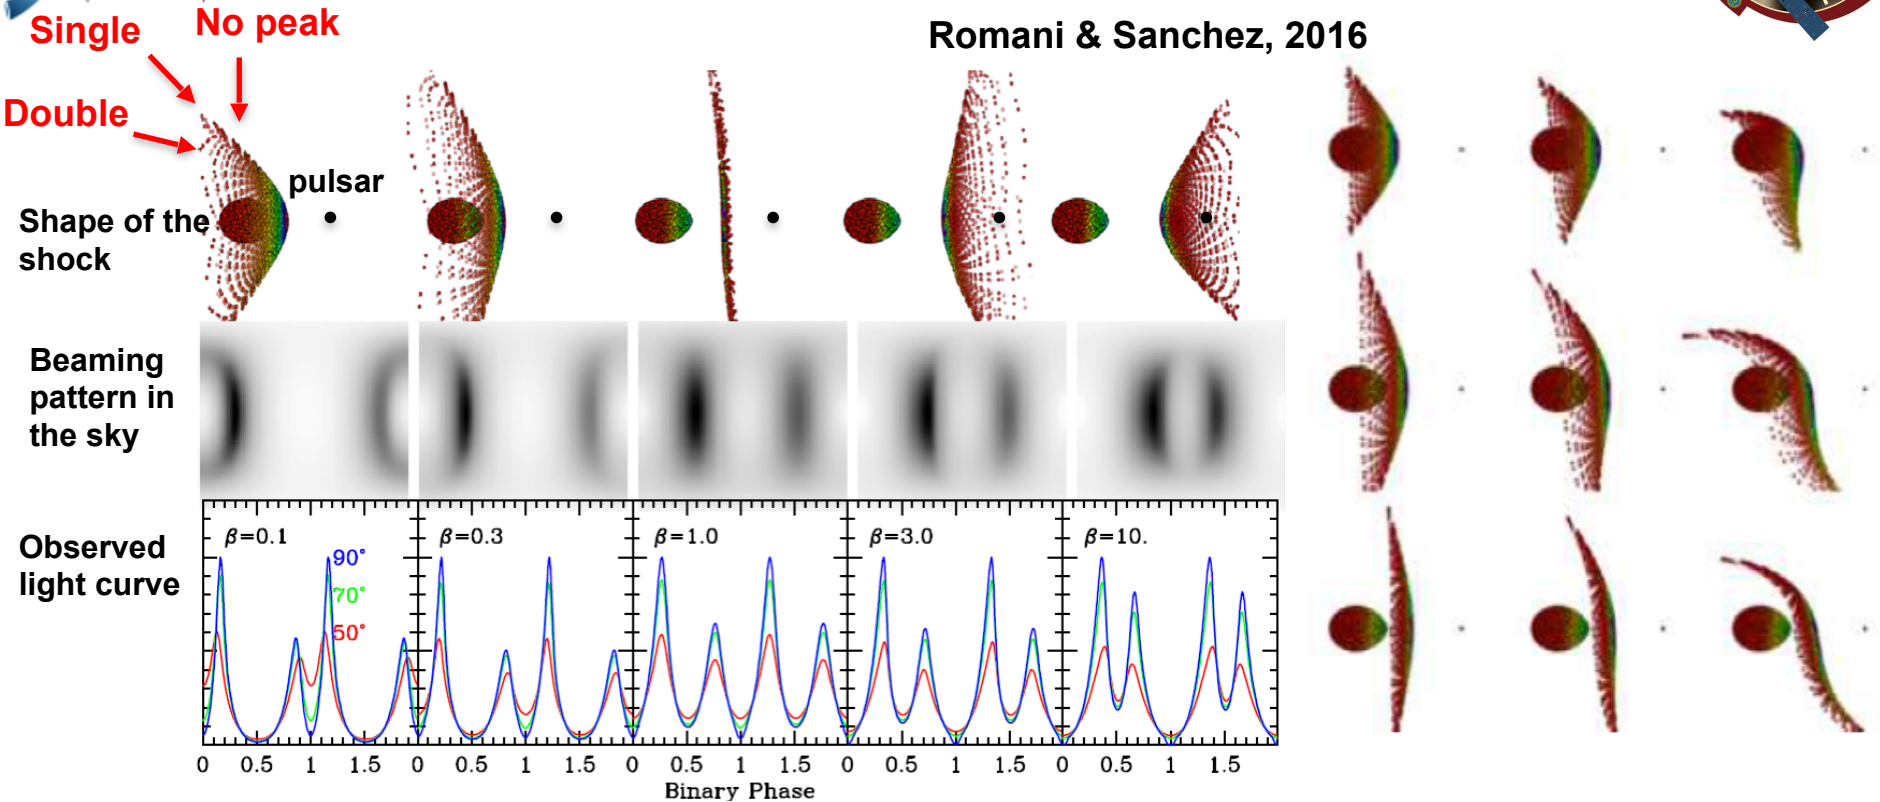 Single
No peak
Romani & Sanchez, 2016
Double
pulsar
Shape of the
shock
Beaming
pattern in
the sky
Observed
light curve
β=0.1
β=0.3
β=1.0
β=3.0
β=10.
90°
70°
50°
0 0.5 1 1.5 0 0.5 1 1.5 0 0.5 1 1.5 0 0.5 1 1.5 0 0.5 1 1.5
Binary Phase